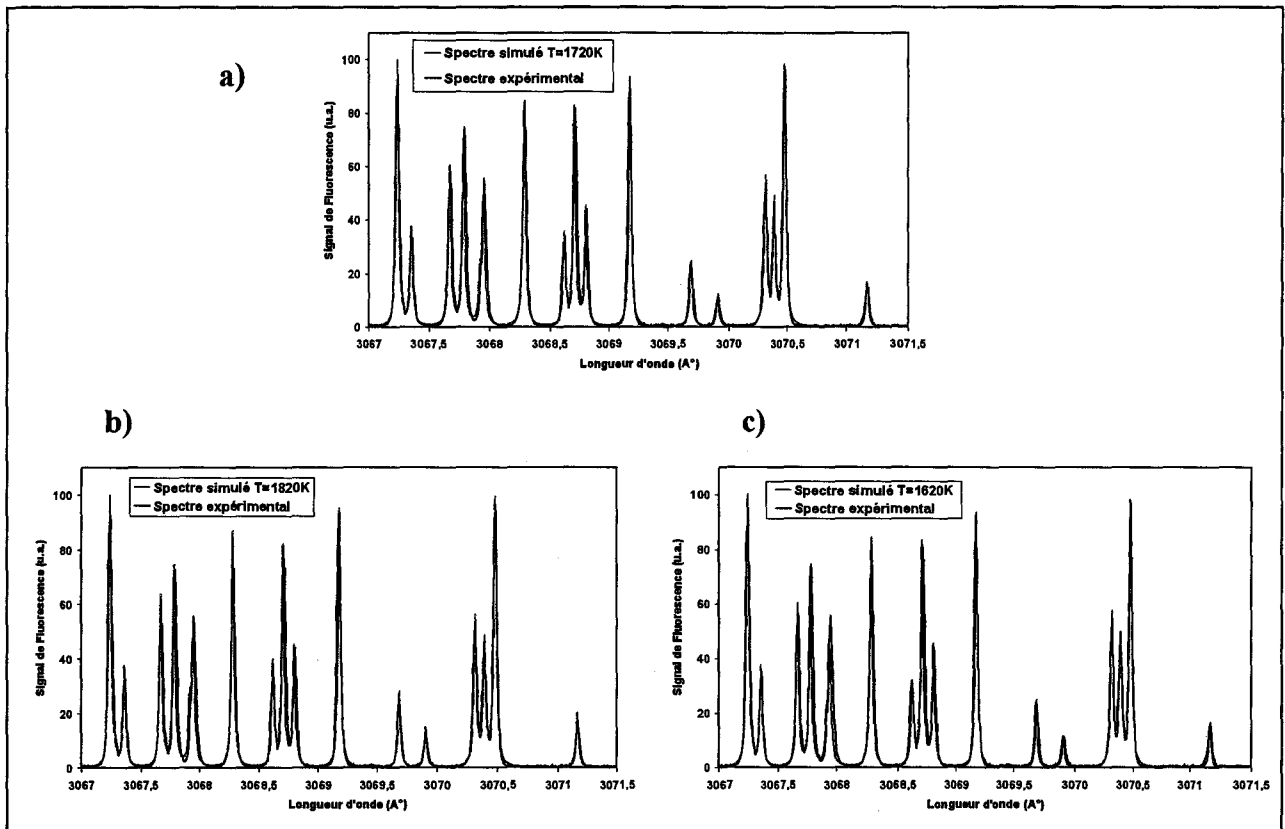 a)
Spectre simulé T=1720K
Spectre expérimental
Signal de Fluorescence (u.a.)
100
80
60
40
20
0
3067 3067,5 3068 3068,5 3069 3069,5 3070 3070,5 3071 3071,5
Longueur d'onde (A°)
b)
Spectre simulé T=1820K
Spectre expérimental
Signal de Fluorescence (u.a.)
100
80
60
40
20
0
3067 3067,5 3068 3068,5 3069 3069,5 3070 3070,5 3071 3071,5
Longueur d'onde (A°)
c)
Spectre simulé T=1620K
Spectre expérimental
Signal de Fluorescence (u.a.)
100
80
60
40
20
0
3067 3067,5 3068 3068,5 3069 3069,5 3070 3070,5 3071 3071,5
Longueur d'onde (A°)